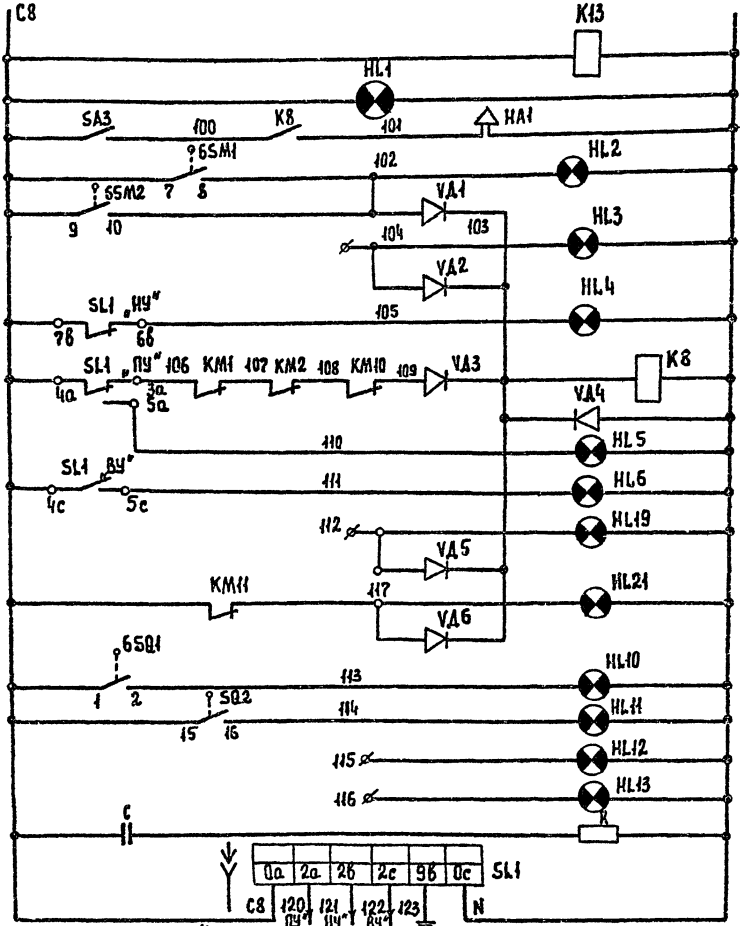 C8 K13
HL1
SA3 100 K8 101 HA1
6SM1 102 HL2
7 8
6SM2 VД1 HL3
9 10 103
104
VД2 HL4
SL1 „НУ“ 105
7в 6в
SL1 „ПУ“ 106 KM1 107 KM2 108 KM10 109 VД3 K8
4а 3а
5а VД4
110 HL5
SL1 „ВУ“ 111 HL6
4с 5с
112 HL19
VД5
KM11 117 HL21
VД6
6SQ1 HL10
1 2 113
SQ2 114 HL11
15 16
115 HL12
116 HL13
C R
0а 2а 2в 2с 9в 0с SL1
C8 120 121 122 123 N
ПУ“ НУ“ ВУ“